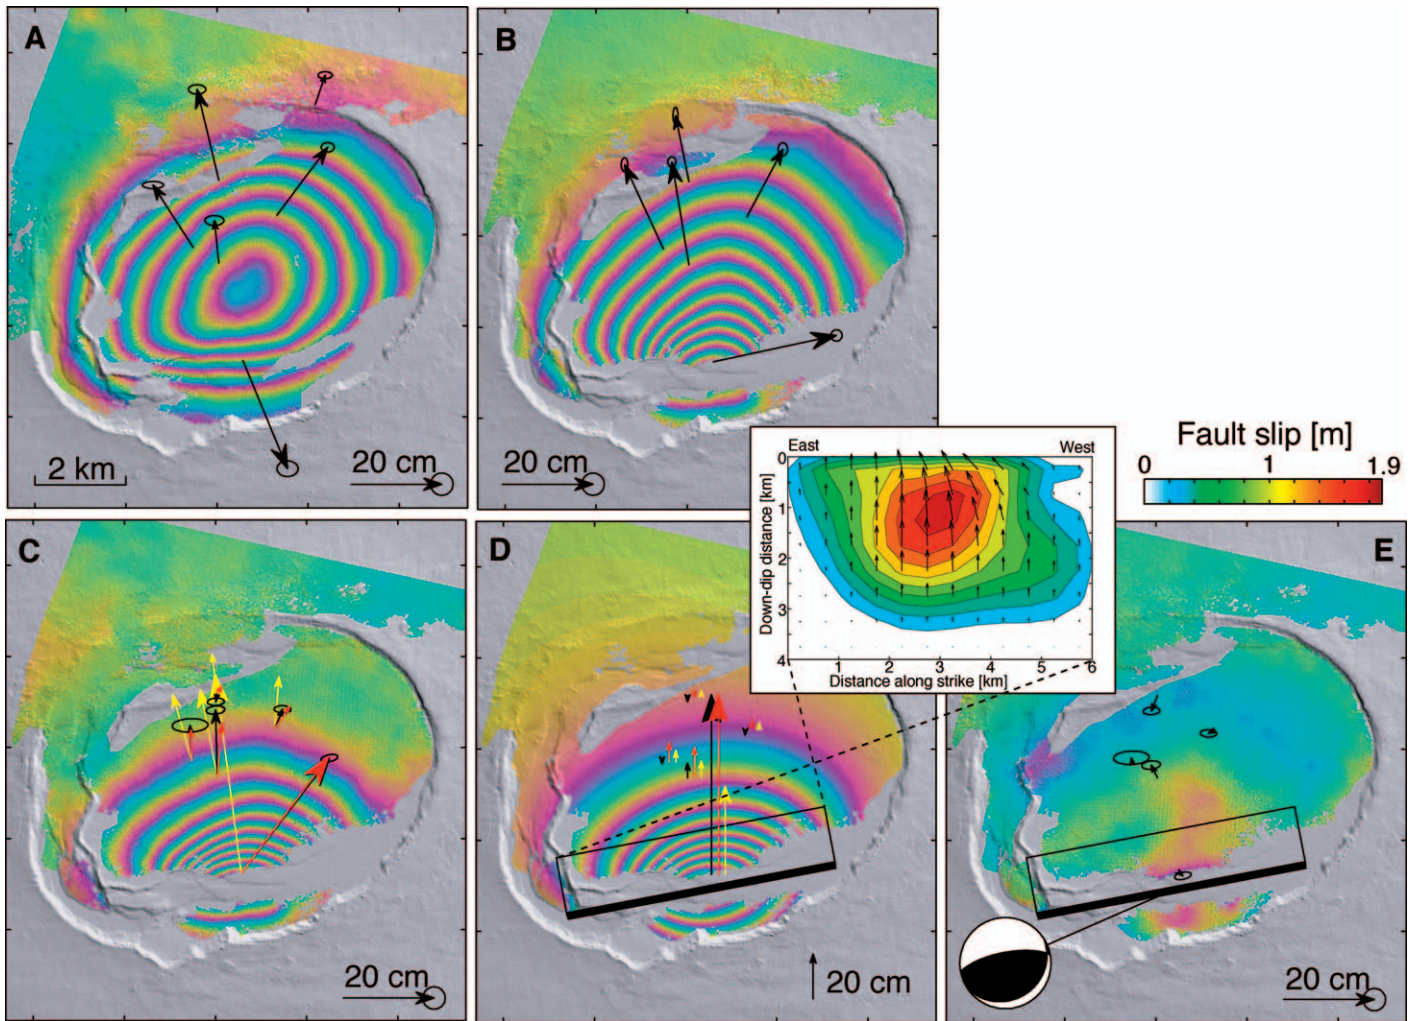 A
B
2 km
20 cm
20 cm
Fault slip [m]
0 1 1.9
East West
0
1
2
3
4
Down-dip distance [km]
1 2 3 4 5 6
Distance along strike [km]
C
D
E
20 cm
20 cm
20 cm